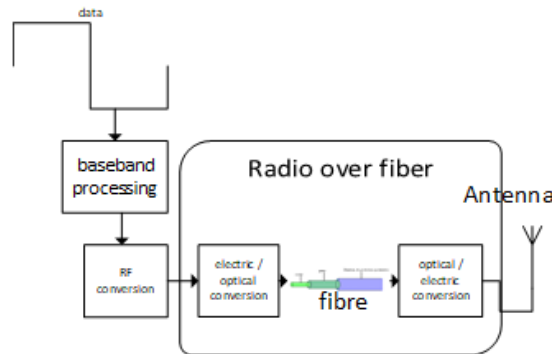 data
baseband
processing
Radio over fiber
Antenna
RF
conversion
electric /
optical
conversion
fibre
optical /
electric
conversion